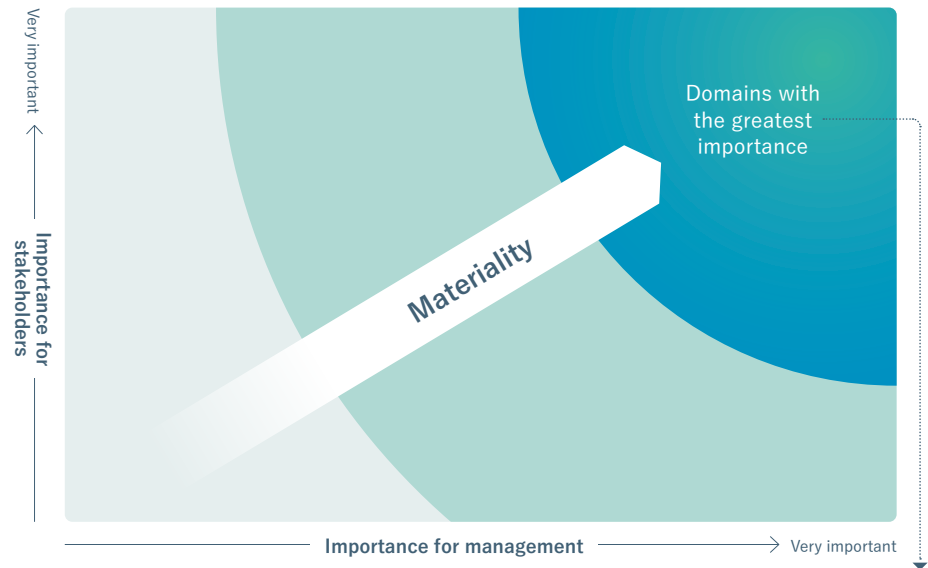 Very important
Importance for
stakeholders
Domains with
the greatest
importance
Materiality
Importance for management
Very important